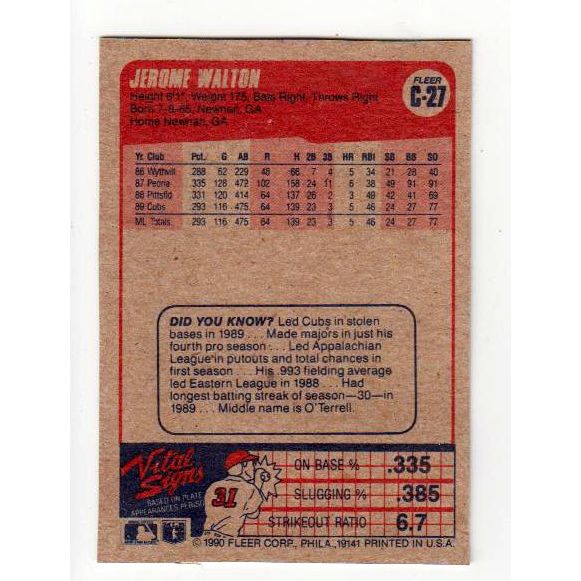 JEROME WALTON
FLEER
C-27
Height 6'1", Weight 175, Bats Right, Throws Right
Born 7-8-65, Newnan, GA
Home Newnan, GA
Yr. Club Pct. G AB R H 2B 3B HR RBI SB BB SO
86 Wythvill 288 62 229 48 66 7 4 5 34 21 28 40
87 Peoria 335 128 472 102 158 24 11 6 38 49 91 91
88 Pittsfld 331 120 414 64 137 26 2 3 49 42 41 69
89 Cubs 293 116 475 64 139 23 3 5 46 24 27 77
ML Totals 293 116 475 64 139 23 3 5 46 24 27 77
DID YOU KNOW? Led Cubs in stolen
bases in 1989 . . . Made majors in just his
fourth pro season . . . Led Appalachian
League in putouts and total chances in
first season . . . His .993 fielding average
led Eastern League in 1988 . . . Had
longest batting streak of season—30—in
1989 . . . Middle name is O'Terrell.
Vital
Signs
BASED ON PLATE
APPEARANCES PER/500
31
ON BASE % .335
SLUGGING % .385
STRIKEOUT RATIO 6.7
© 1990 FLEER CORP., PHILA., 19141 PRINTED IN U.S.A.